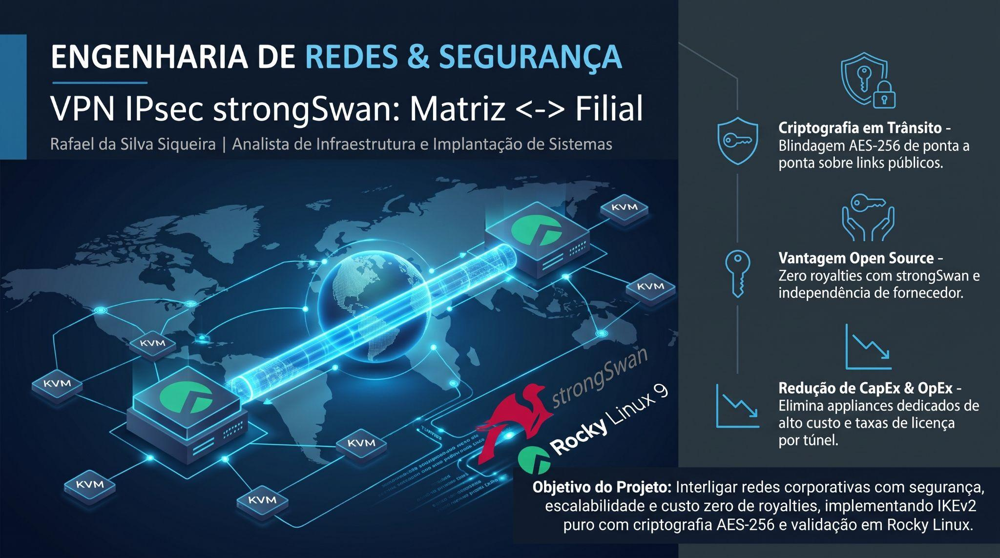 ENGENHARIA DE REDES & SEGURANÇA
VPN IPsec strongSwan: Matriz <-> Filial
Rafael da Silva Siqueira | Analista de Infraestrutura e Implantação de Sistemas
KVM
KVM
KVM
KVM
KVM
KVM
KVM
strongSwan
Rocky Linux 9
Criptografia em Trânsito -
Blindagem AES-256 de ponta a
ponta sobre links públicos.
Vantagem Open Source -
Zero royalties com strongSwan e
independência de fornecedor.
Redução de CapEx & OpEx -
Elimina appliances dedicados de
alto custo e taxas de licença
por túnel.
Objetivo do Projeto: Interligar redes corporativas com segurança,
escalabilidade e custo zero de royalties, implementando IKEv2
puro com criptografia AES-256 e validação em Rocky Linux.